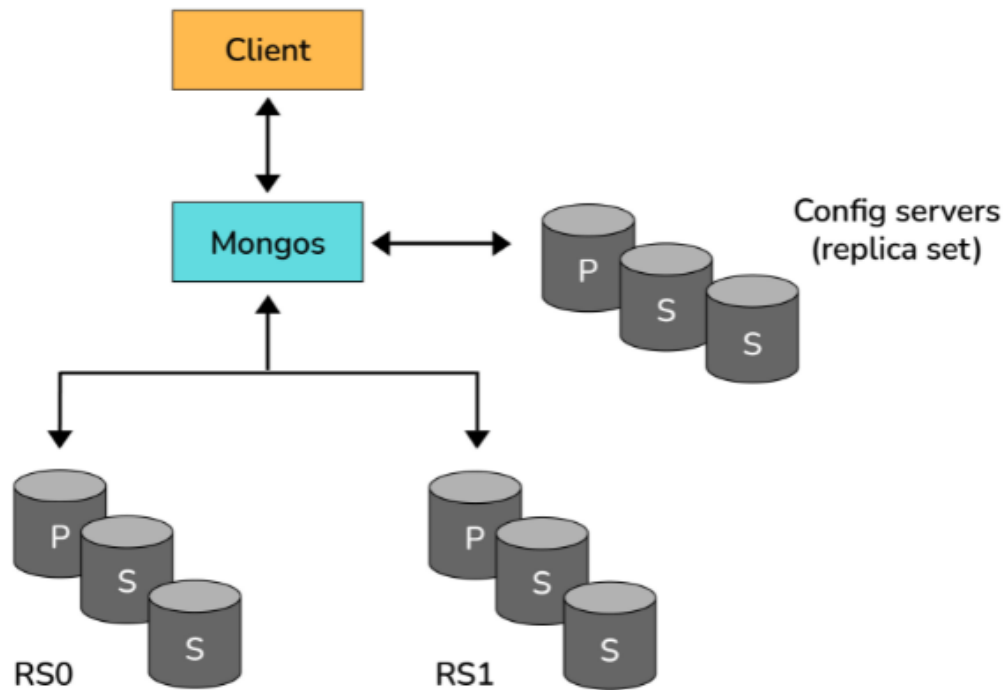 Client
Mongos
Config servers
(replica set)
P
S
S
P
S
S
RS0
P
S
S
RS1